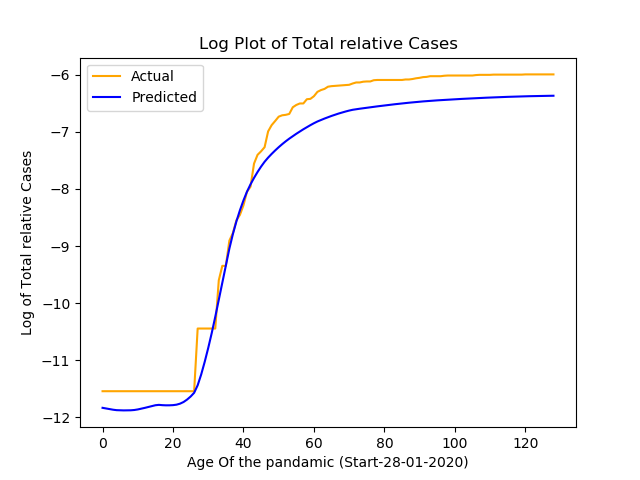 Log Plot of Total relative Cases
Actual
Predicted
Log of Total relative Cases
−6
−7
−8
−9
−10
−11
−12
0 20 40 60 80 100 120
Age Of the pandamic (Start-28-01-2020)